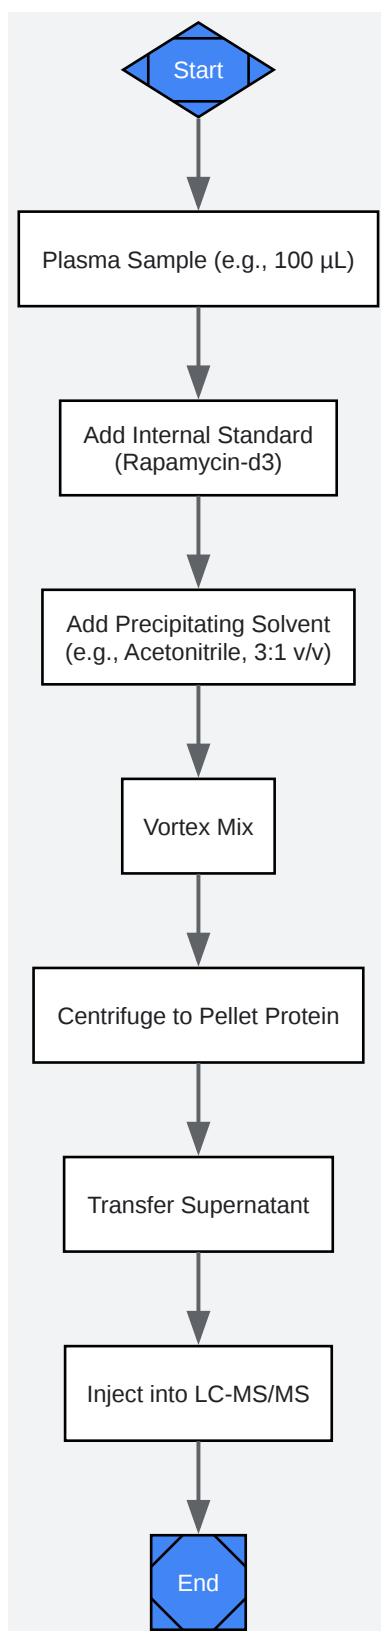 Start
Plasma Sample (e.g., 100 µL)
Add Internal Standard
(Rapamycin-d3)
Add Precipitating Solvent
(e.g., Acetonitrile, 3:1 v/v)
Vortex Mix
Centrifuge to Pellet Protein
Transfer Supernatant
Inject into LC-MS/MS
End